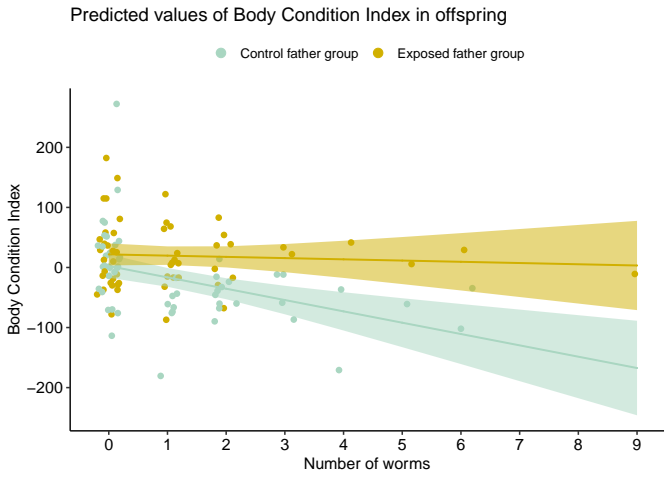 Predicted values of Body Condition Index in offspring
Control father group Exposed father group
200
100
0
−100
−200
Body Condition Index
0 1 2 3 4 5 6 7 8 9
Number of worms